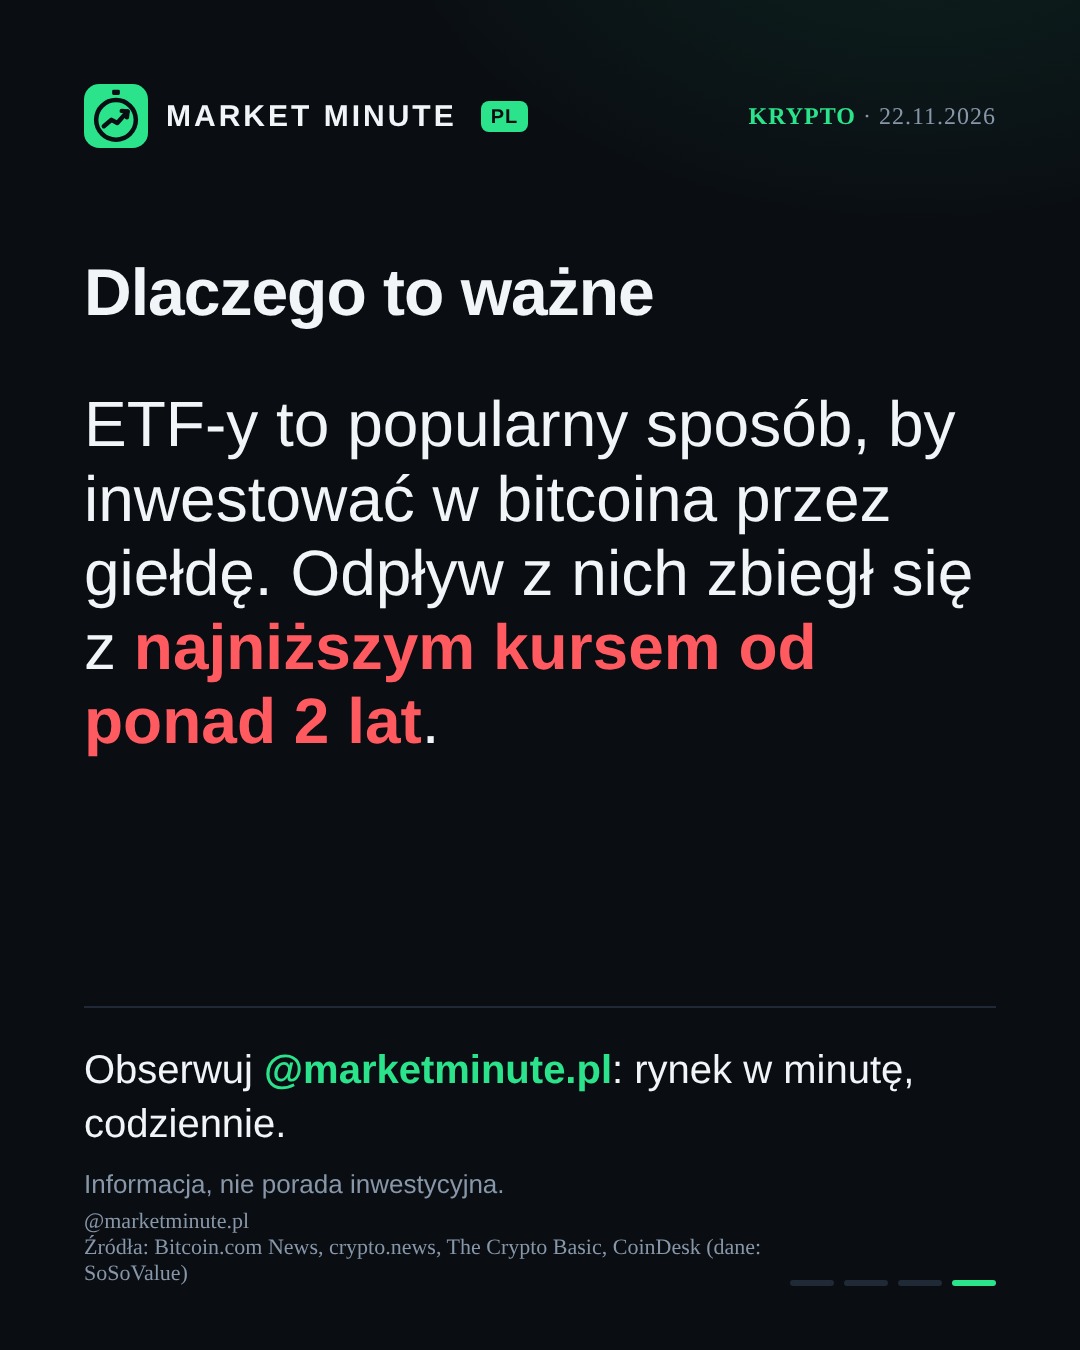 MARKET MINUTE PL KRYPTO · 22.11.2026
Dlaczego to ważne
ETF-y to popularny sposób, by
inwestować w bitcoina przez
giełdę. Odpływ z nich zbiegł się
z najniższym kursem od
ponad 2 lat.
Obserwuj @marketminute.pl: rynek w minutę,
codziennie.
Informacja, nie porada inwestycyjna.
@marketminute.pl
Źródła: Bitcoin.com News, crypto.news, The Crypto Basic, CoinDesk (dane:
SoSoValue)